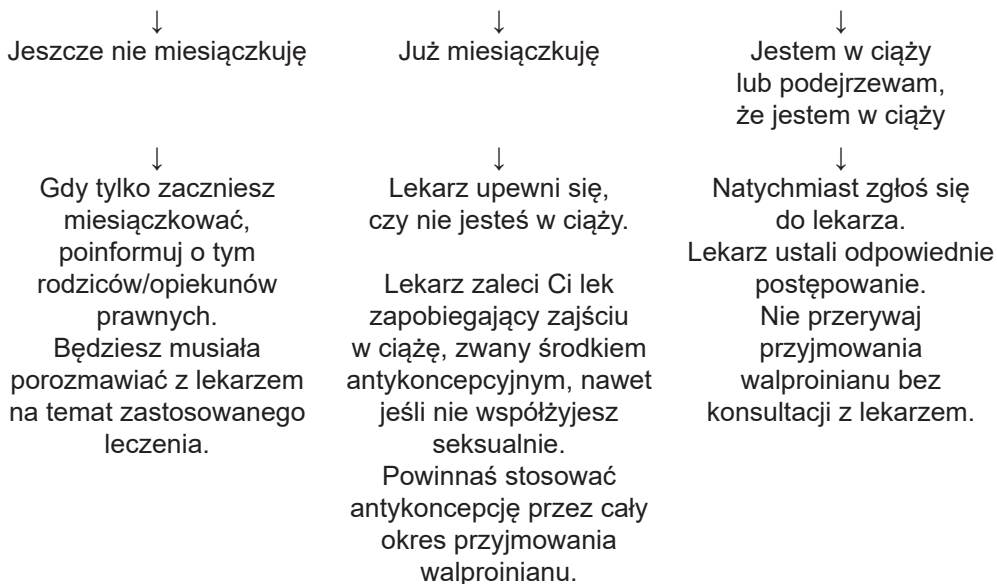 ↓
Jeszcze nie miesiączkuję
↓
Gdy tylko zaczniesz
miesiączkować,
poinformuj o tym
rodziców/opiekunów
prawnych.
Będziesz musiała
porozmawiać z lekarzem
na temat zastosowanego
leczenia.
↓
Już miesiączkuję
↓
Lekarz upewni się,
czy nie jesteś w ciąży.
Lekarz zaleci Ci lek
zapobiegający zajściu
w ciążę, zwany środkiem
antykoncepcyjnym, nawet
jeśli nie współżyjesz
seksualnie.
Powinnaś stosować
antykoncepcję przez cały
okres przyjmowania
walproinianu.
↓
Jestem w ciąży
lub podejrzewam,
że jestem w ciąży
↓
Natychmiast zgłoś się
do lekarza.
Lekarz ustali odpowiednie
postępowanie.
Nie przerywaj
przyjmowania
walproinianu bez
konsultacji z lekarzem.